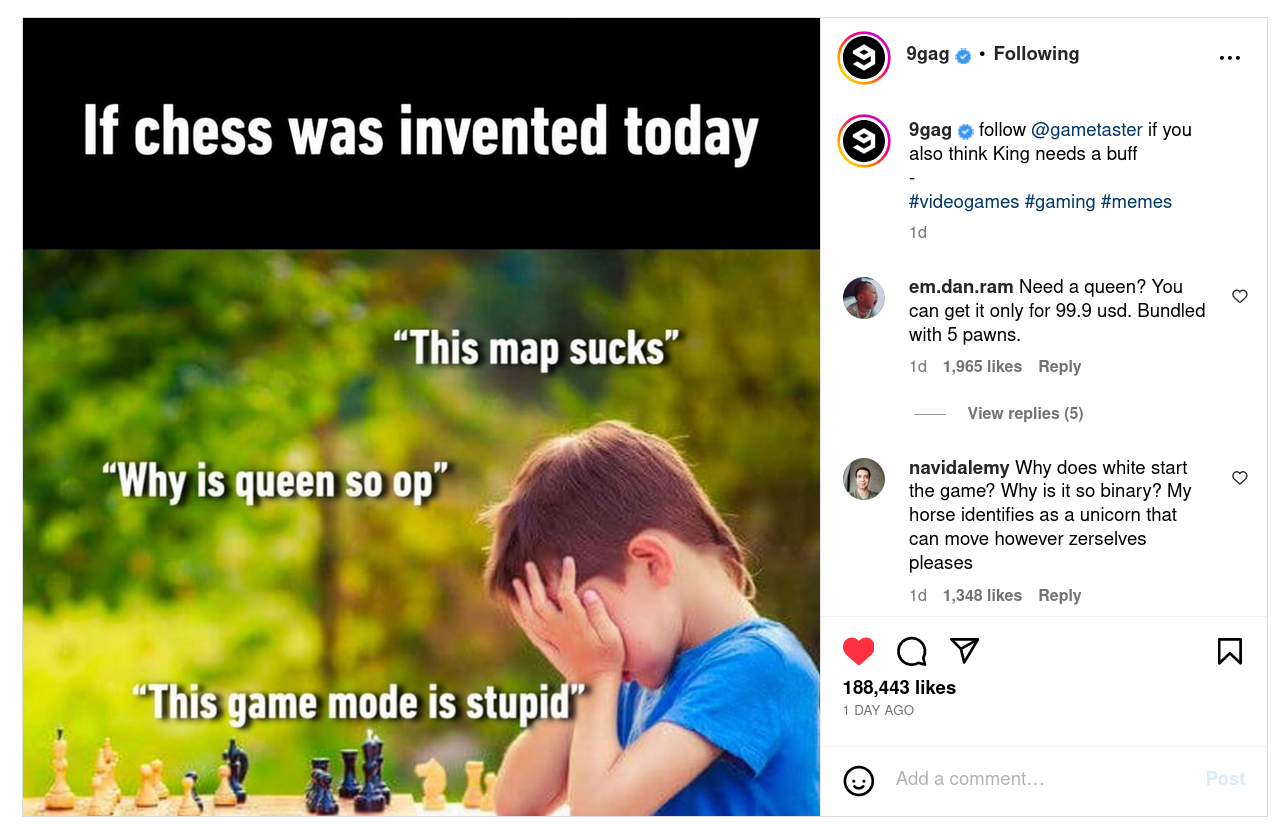 If chess was invented today
“This map sucks”
“Why is queen so op”
“This game mode is stupid”
9gag • Following
9gag follow @gametaster if you
also think King needs a buff
-
#videogames #gaming #memes
1d
em.dan.ram Need a queen? You
can get it only for 99.9 usd. Bundled
with 5 pawns.
1d 1,965 likes Reply
View replies (5)
navidalemy Why does white start
the game? Why is it so binary? My
horse identifies as a unicorn that
can move however zerselves
pleases
1d 1,348 likes Reply
188,443 likes
1 DAY AGO
Add a comment…
Post